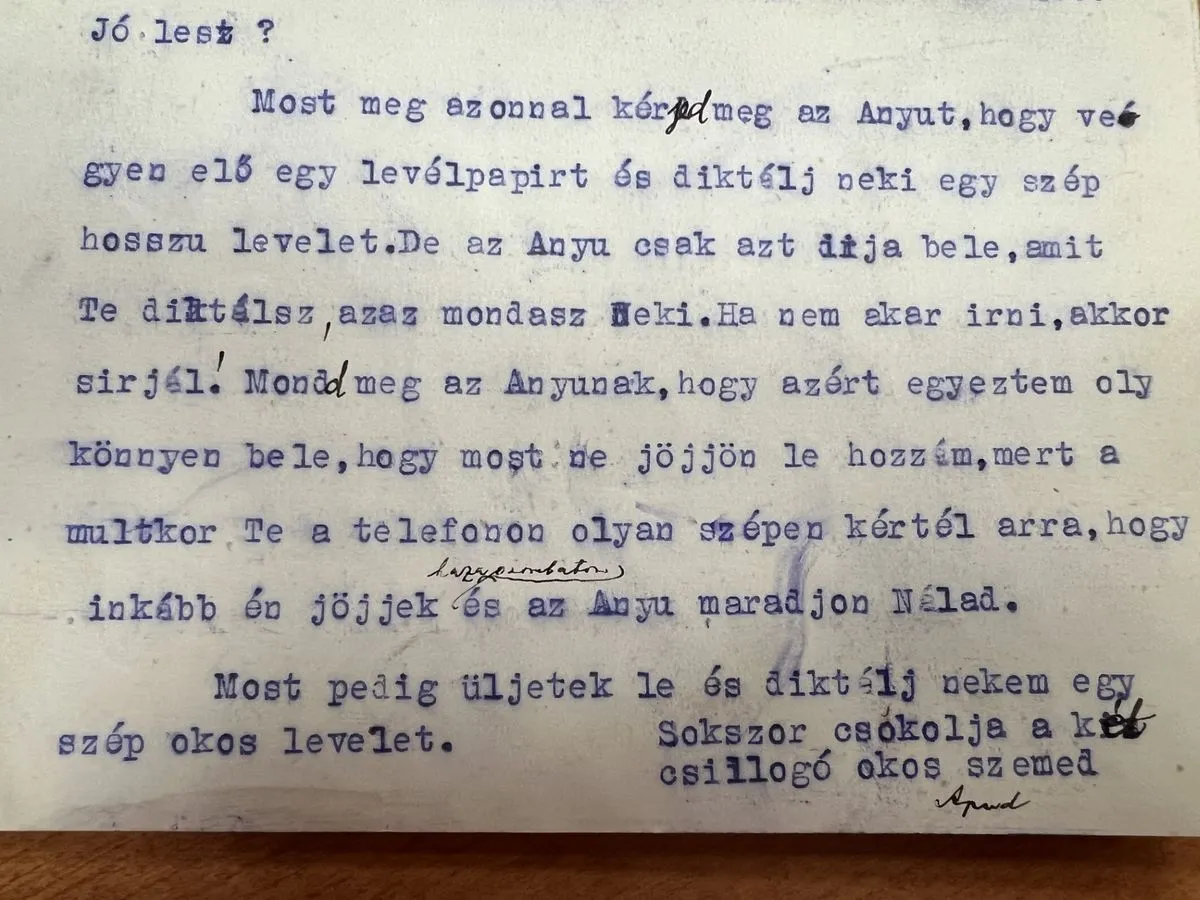 Jó lesz ?
Most meg azonnal kérjed meg az Anyut,hogy veé
gyen elő egy levélpapirt és diktálj neki egy szép
hosszu levelet.De az Anyu csak azt irja bele,amit
Te diktálsz,azaz mondasz Neki.Ha nem akar irni,akkor
sirjál! Mondd meg az Anyunak,hogy azért egyeztem oly
könnyen bele,hogy most ne jöjjön le hozzám,mert a
multkor Te a telefonon olyan szépen kértél arra,hogy
inkább én jöjjek és az Anyu maradjon Nálad.
Most pedig üljetek le és diktálj nekem egy
szép okos levelet.
Sokszor csókolja a két
csillogó okos szemed
Apud